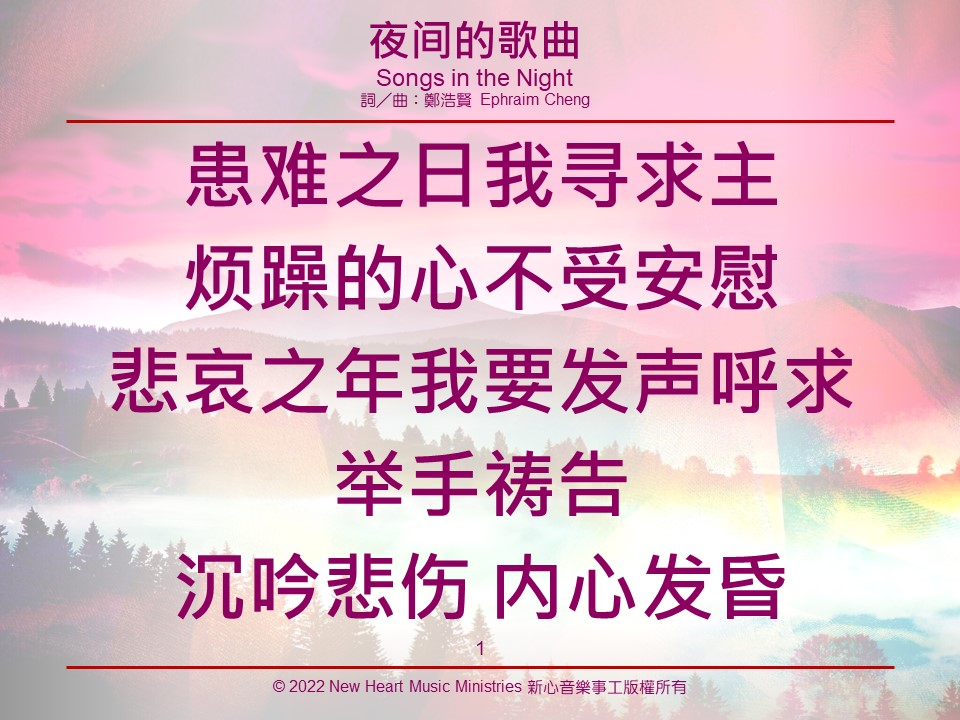 夜间的歌曲
Songs in the Night
詞／曲：鄭浩賢 Ephraim Cheng
患难之日我寻求主
烦躁的心不受安慰
悲哀之年我要发声呼求
举手祷告
沉吟悲伤 内心发昏
1
© 2022 New Heart Music Ministries 新心音樂事工版權所有